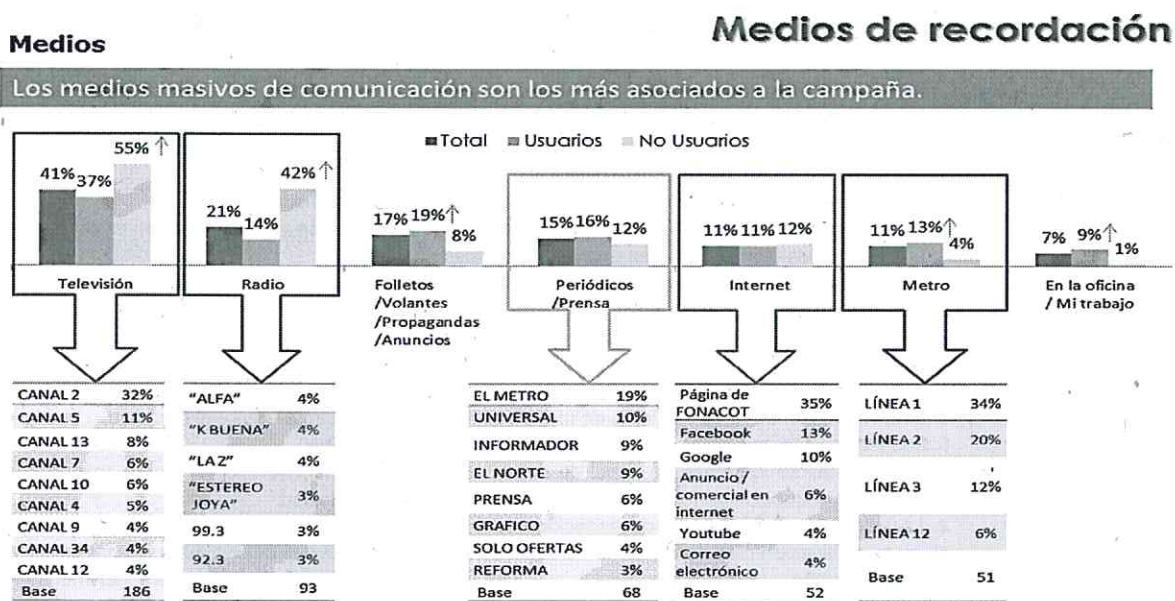 Medios de recordación
Medios
Los medios masivos de comunicación son los más asociados a la campaña.
Total Usuarios No Usuarios
41% 37% 55% ↑
Televisión
21% 14% 42% ↑
Radio
17% 19% ↑ 8%
Folletos
/Volantes
/Propagandas
/Anuncios
15% 16% 12%
Periódicos
/Prensa
11% 11% 12%
Internet
11% 13% ↑ 4%
Metro
7% 9% ↑ 1%
En la oficina
/ Mi trabajo
CANAL 2 32%
CANAL 5 11%
CANAL 13 8%
CANAL 7 6%
CANAL 10 6%
CANAL 4 5%
CANAL 9 4%
CANAL 34 4%
CANAL 12 4%
Base 186
"ALFA" 4%
"K BUENA" 4%
"LA Z" 4%
"ESTEREO
JOYA" 3%
99.3 3%
92.3 3%
Base 93
EL METRO 19%
UNIVERSAL 10%
INFORMADOR 9%
EL NORTE 9%
PRENSA 6%
GRAFICO 6%
SOLO OFERTAS 4%
REFORMA 3%
Base 68
Página de
FONACOT 35%
Facebook 13%
Google 10%
Anuncio /
comercial en
internet 6%
Youtube 4%
Correo
electrónico 4%
Base 52
LÍNEA 1 34%
LÍNEA 2 20%
LÍNEA 3 12%
LÍNEA 12 6%
Base 51